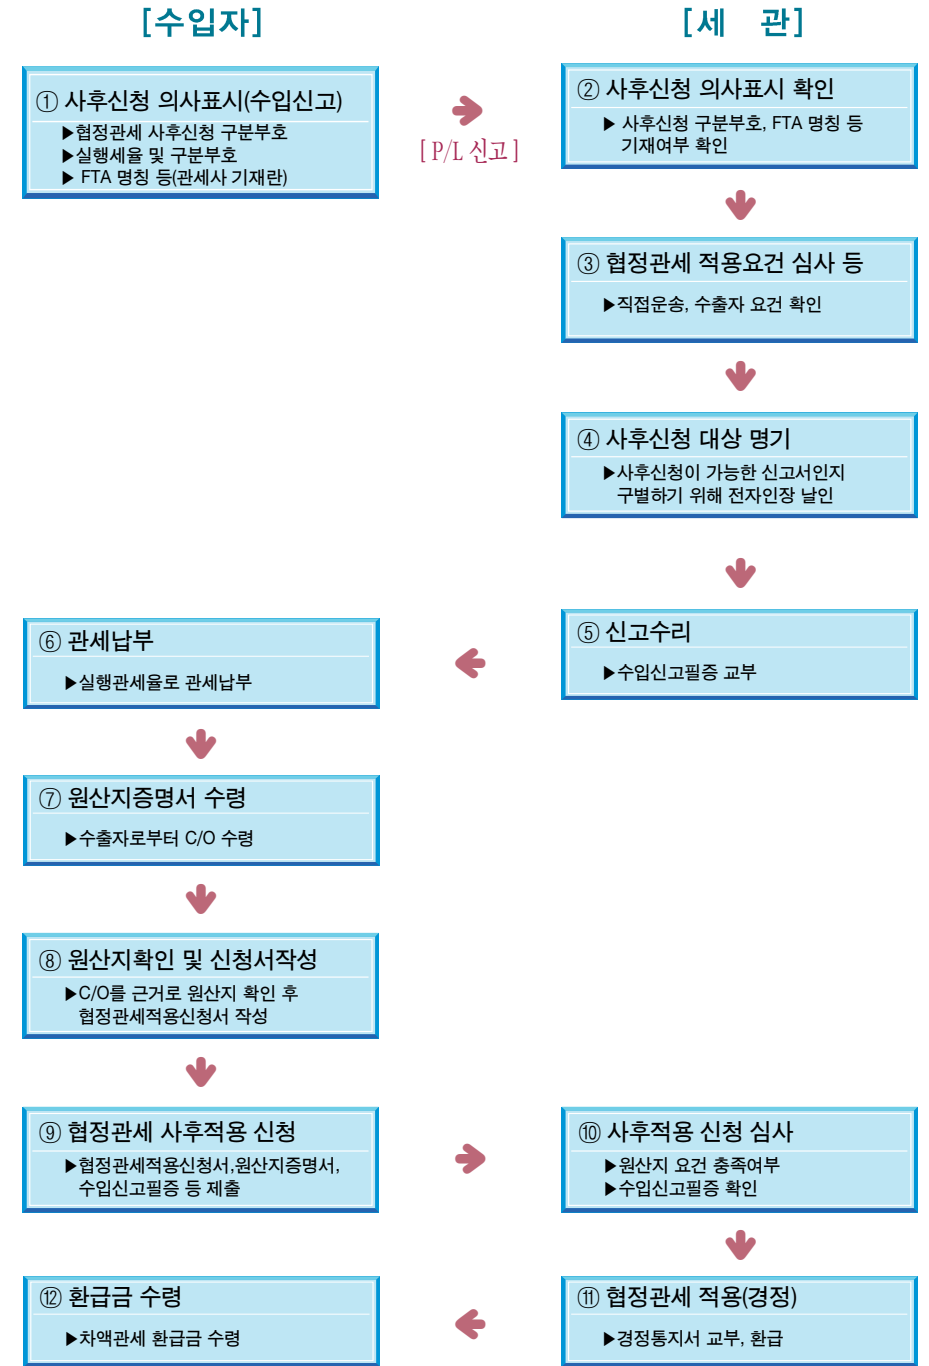 [수입자]
[세 관]
① 사후신청 의사표시(수입신고)
▶협정관세 사후신청 구분부호
▶실행세율 및 구분부호
▶ FTA 명칭 등(관세사 기재란)
[ P/L 신고 ]
② 사후신청 의사표시 확인
▶ 사후신청 구분부호, FTA 명칭 등
기재여부 확인
③ 협정관세 적용요건 심사 등
▶직접운송, 수출자 요건 확인
④ 사후신청 대상 명기
▶사후신청이 가능한 신고서인지
구별하기 위해 전자인장 날인
⑤ 신고수리
▶수입신고필증 교부
⑥ 관세납부
▶실행관세율로 관세납부
⑦ 원산지증명서 수령
▶수출자로부터 C/O 수령
⑧ 원산지확인 및 신청서작성
▶C/O를 근거로 원산지 확인 후
협정관세적용신청서 작성
⑨ 협정관세 사후적용 신청
▶협정관세적용신청서,원산지증명서,
수입신고필증 등 제출
⑩ 사후적용 신청 심사
▶원산지 요건 충족여부
▶수입신고필증 확인
⑪ 협정관세 적용(경정)
▶경정통지서 교부, 환급
⑫ 환급금 수령
▶차액관세 환급금 수령